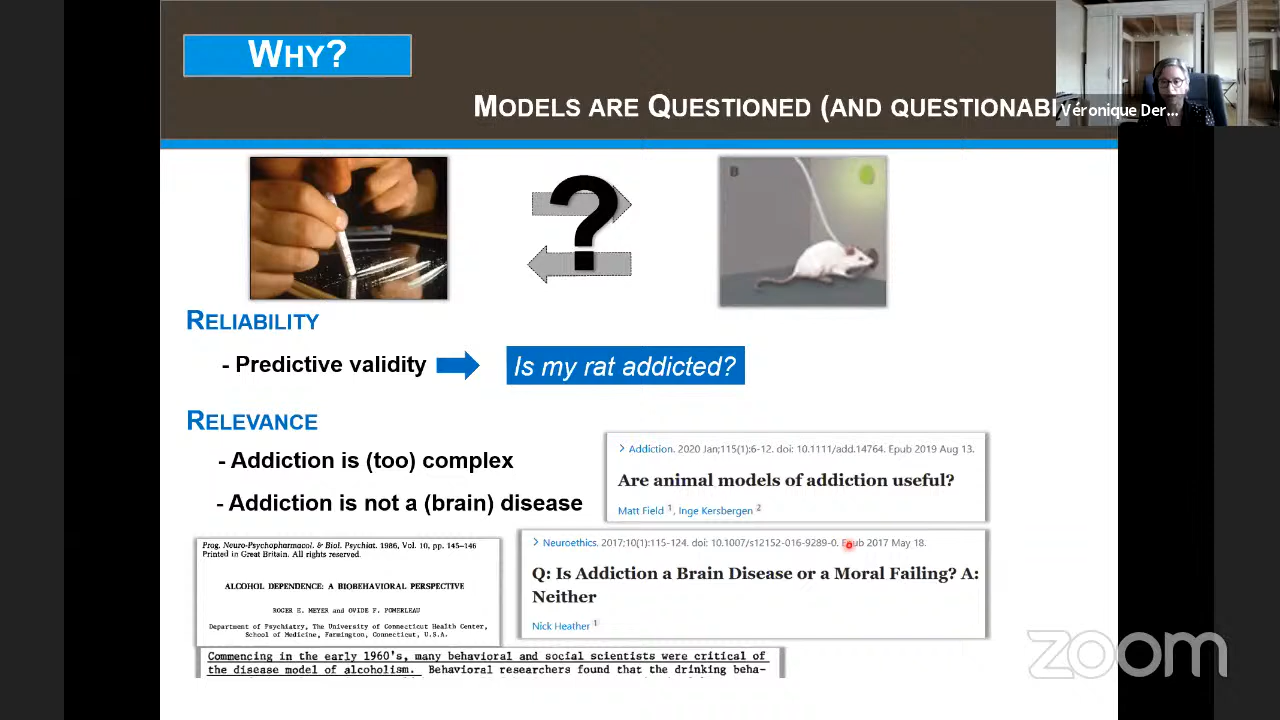 WHY?
MODELS ARE QUESTIONED (AND QUESTIONABL
Véronique Der...
B
?
RELIABILITY
- Predictive validity
Is my rat addicted?
RELEVANCE
- Addiction is (too) complex
- Addiction is not a (brain) disease
> Addiction. 2020 Jan;115(1):6-12. doi: 10.1111/add.14764. Epub 2019 Aug 13.
Are animal models of addiction useful?
Matt Field 1, Inge Kersbergen 2
> Neuroethics. 2017;10(1):115-124. doi: 10.1007/s12152-016-9289-0. Epub 2017 May 18.
Q: Is Addiction a Brain Disease or a Moral Failing? A:
Neither
Nick Heather 1
Prog. Neuro-Psychopharmacol. & Biol. Psychiat. 1986, Vol. 10, pp. 145-146
Printed in Great Britain. All rights reserved.
ALCOHOL DEPENDENCE: A BIOBEHAVIORAL PERSPECTIVE
ROGER E. MEYER and OVIDE F. POMERLEAU
Department of Psychiatry, The University of Connecticut Health Center,
School of Medicine, Farmington, Connecticut, U.S.A.
Commencing in the early 1960's, many behavioral and social scientists were critical of
the disease model of alcoholism. Behavioral researchers found that the drinking beha-
zoom